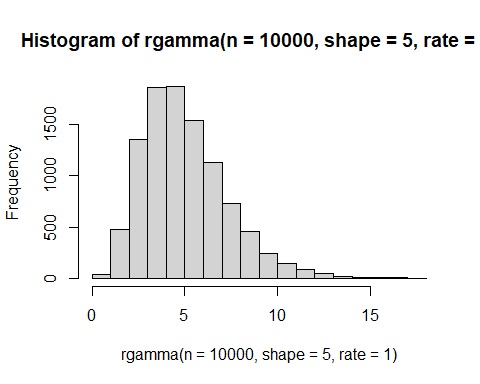 Histogram of rgamma(n = 10000, shape = 5, rate =
Frequency
1500
1000
500
0
0 5 10 15
rgamma(n = 10000, shape = 5, rate = 1)